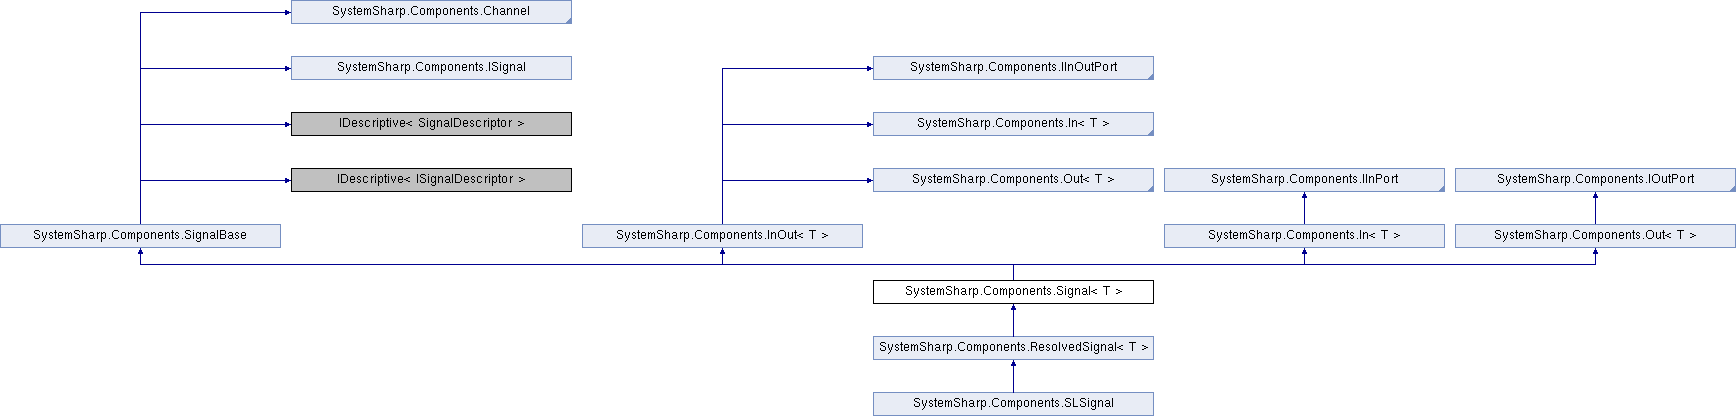 SystemSharp.Components.Channel
SystemSharp.Components.ISignal
SystemSharp.Components.IInOutPort
IDescriptive< SignalDescriptor >
SystemSharp.Components.In< T >
IDescriptive< ISignalDescriptor >
SystemSharp.Components.Out< T >
SystemSharp.Components.IInPort
SystemSharp.Components.IOutPort
SystemSharp.Components.SignalBase
SystemSharp.Components.InOut< T >
SystemSharp.Components.In< T >
SystemSharp.Components.Out< T >
SystemSharp.Components.Signal< T >
SystemSharp.Components.ResolvedSignal< T >
SystemSharp.Components.SLSignal